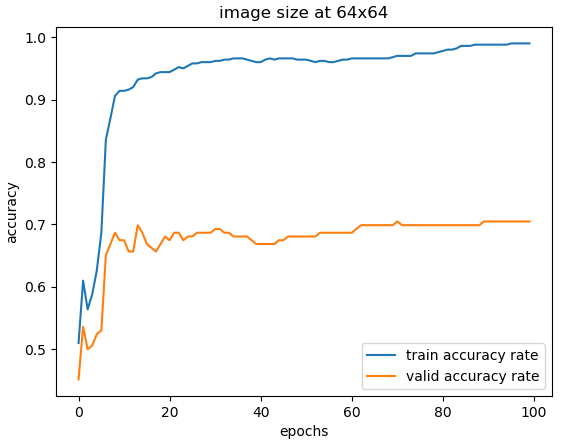 image size at 64x64
accuracy
1.0
0.9
0.8
0.7
0.6
0.5
train accuracy rate
valid accuracy rate
0 20 40 60 80 100
epochs